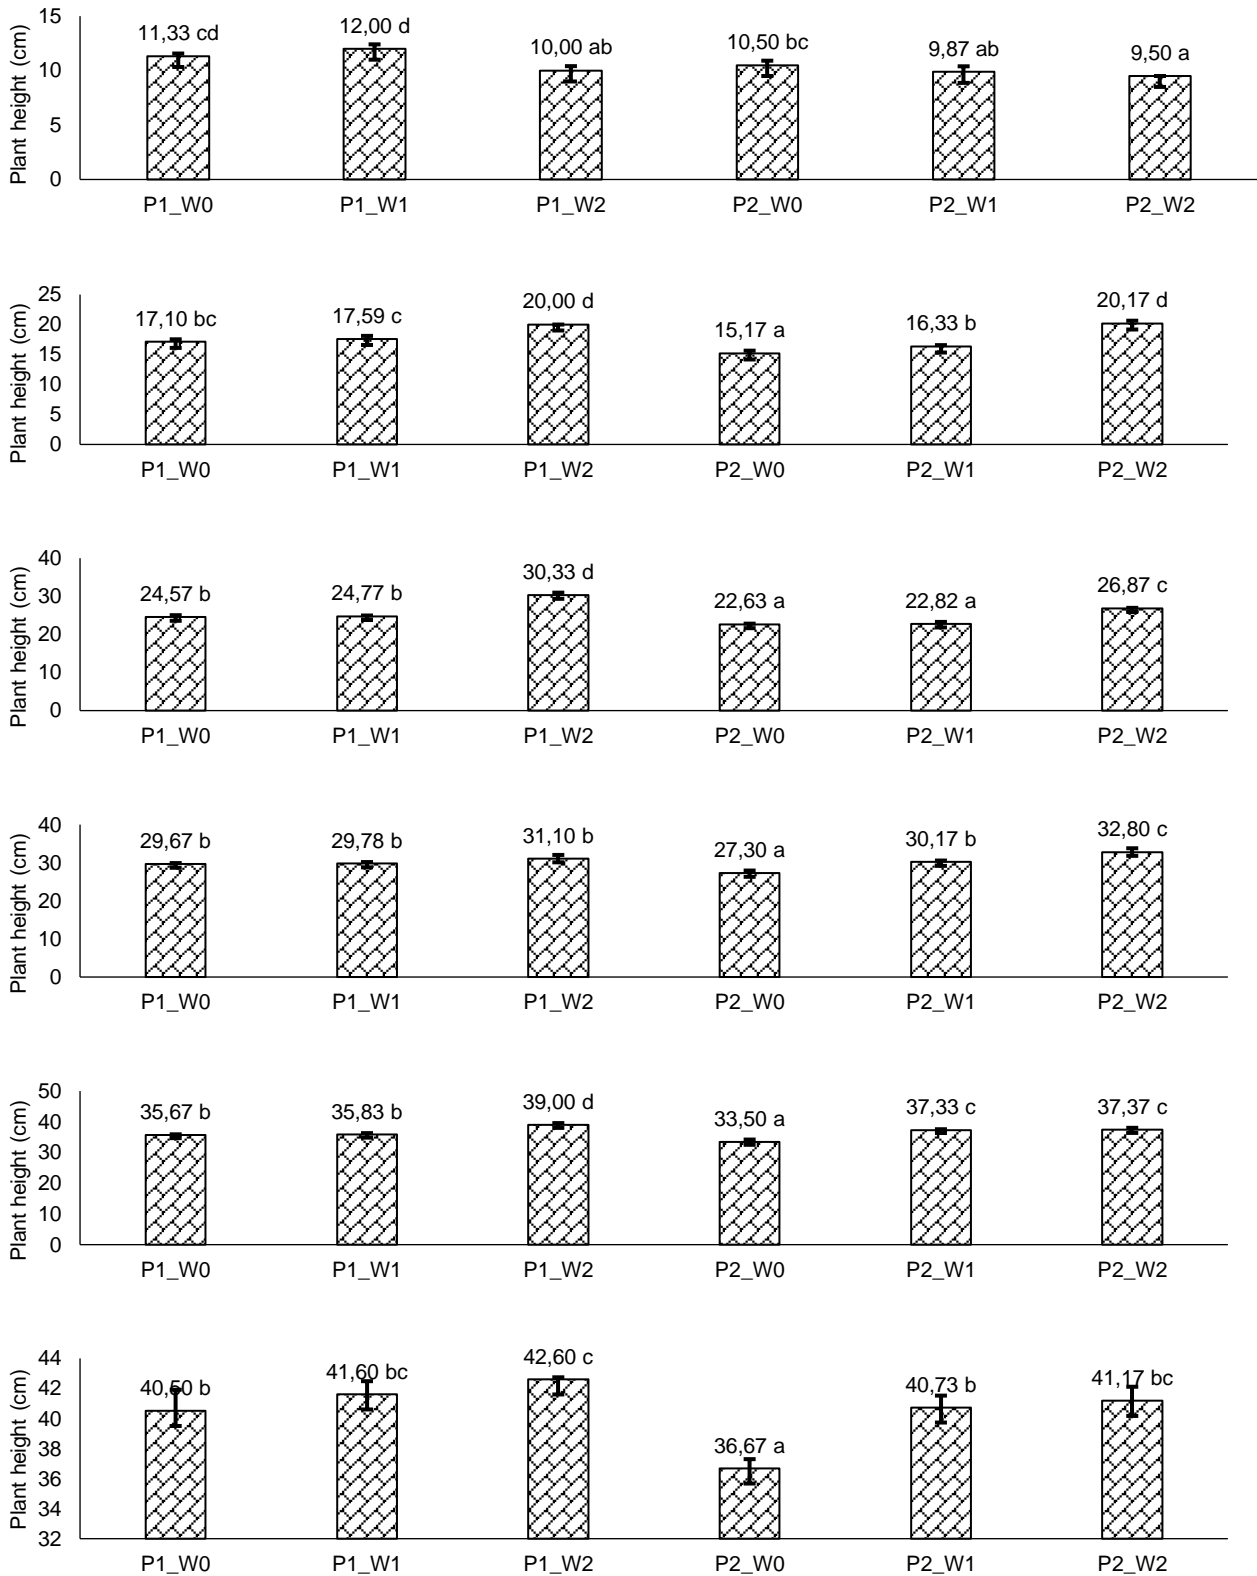 Plant height (cm)
15
10
5
0
11,33 cd
12,00 d
10,00 ab
10,50 bc
9,87 ab
9,50 a
P1_W0
P1_W1
P1_W2
P2_W0
P2_W1
P2_W2
Plant height (cm)
25
20
15
10
5
0
17,10 bc
17,59 c
20,00 d
15,17 a
16,33 b
20,17 d
P1_W0
P1_W1
P1_W2
P2_W0
P2_W1
P2_W2
Plant height (cm)
40
30
20
10
0
24,57 b
24,77 b
30,33 d
22,63 a
22,82 a
26,87 c
P1_W0
P1_W1
P1_W2
P2_W0
P2_W1
P2_W2
Plant height (cm)
40
30
20
10
0
29,67 b
29,78 b
31,10 b
27,30 a
30,17 b
32,80 c
P1_W0
P1_W1
P1_W2
P2_W0
P2_W1
P2_W2
Plant height (cm)
50
40
30
20
10
0
35,67 b
35,83 b
39,00 d
33,50 a
37,33 c
37,37 c
P1_W0
P1_W1
P1_W2
P2_W0
P2_W1
P2_W2
Plant height (cm)
44
42
40
38
36
34
32
40,50 b
41,60 bc
42,60 c
36,67 a
40,73 b
41,17 bc
P1_W0
P1_W1
P1_W2
P2_W0
P2_W1
P2_W2